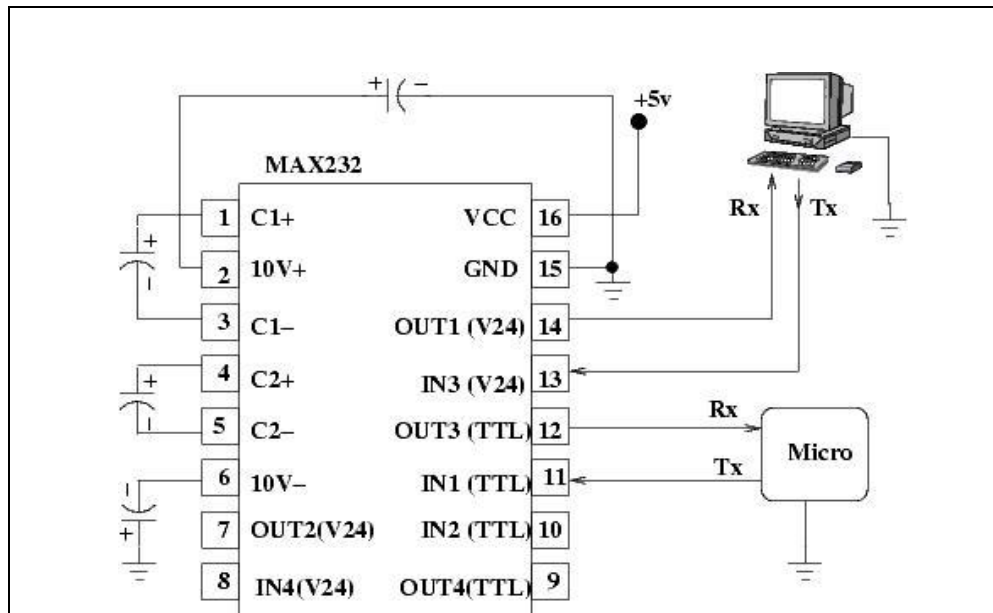 + −
+5v
MAX232
1 C1+ VCC 16
+
−
2 10V+ GND 15
3 C1− OUT1 (V24) 14
Rx Tx
4 C2+ IN3 (V24) 13
+
−
5 C2− OUT3 (TTL) 12
Rx
6 10V− IN1 (TTL) 11
Tx
Micro
−
+
7 OUT2(V24) IN2 (TTL) 10
8 IN4(V24) OUT4(TTL) 9